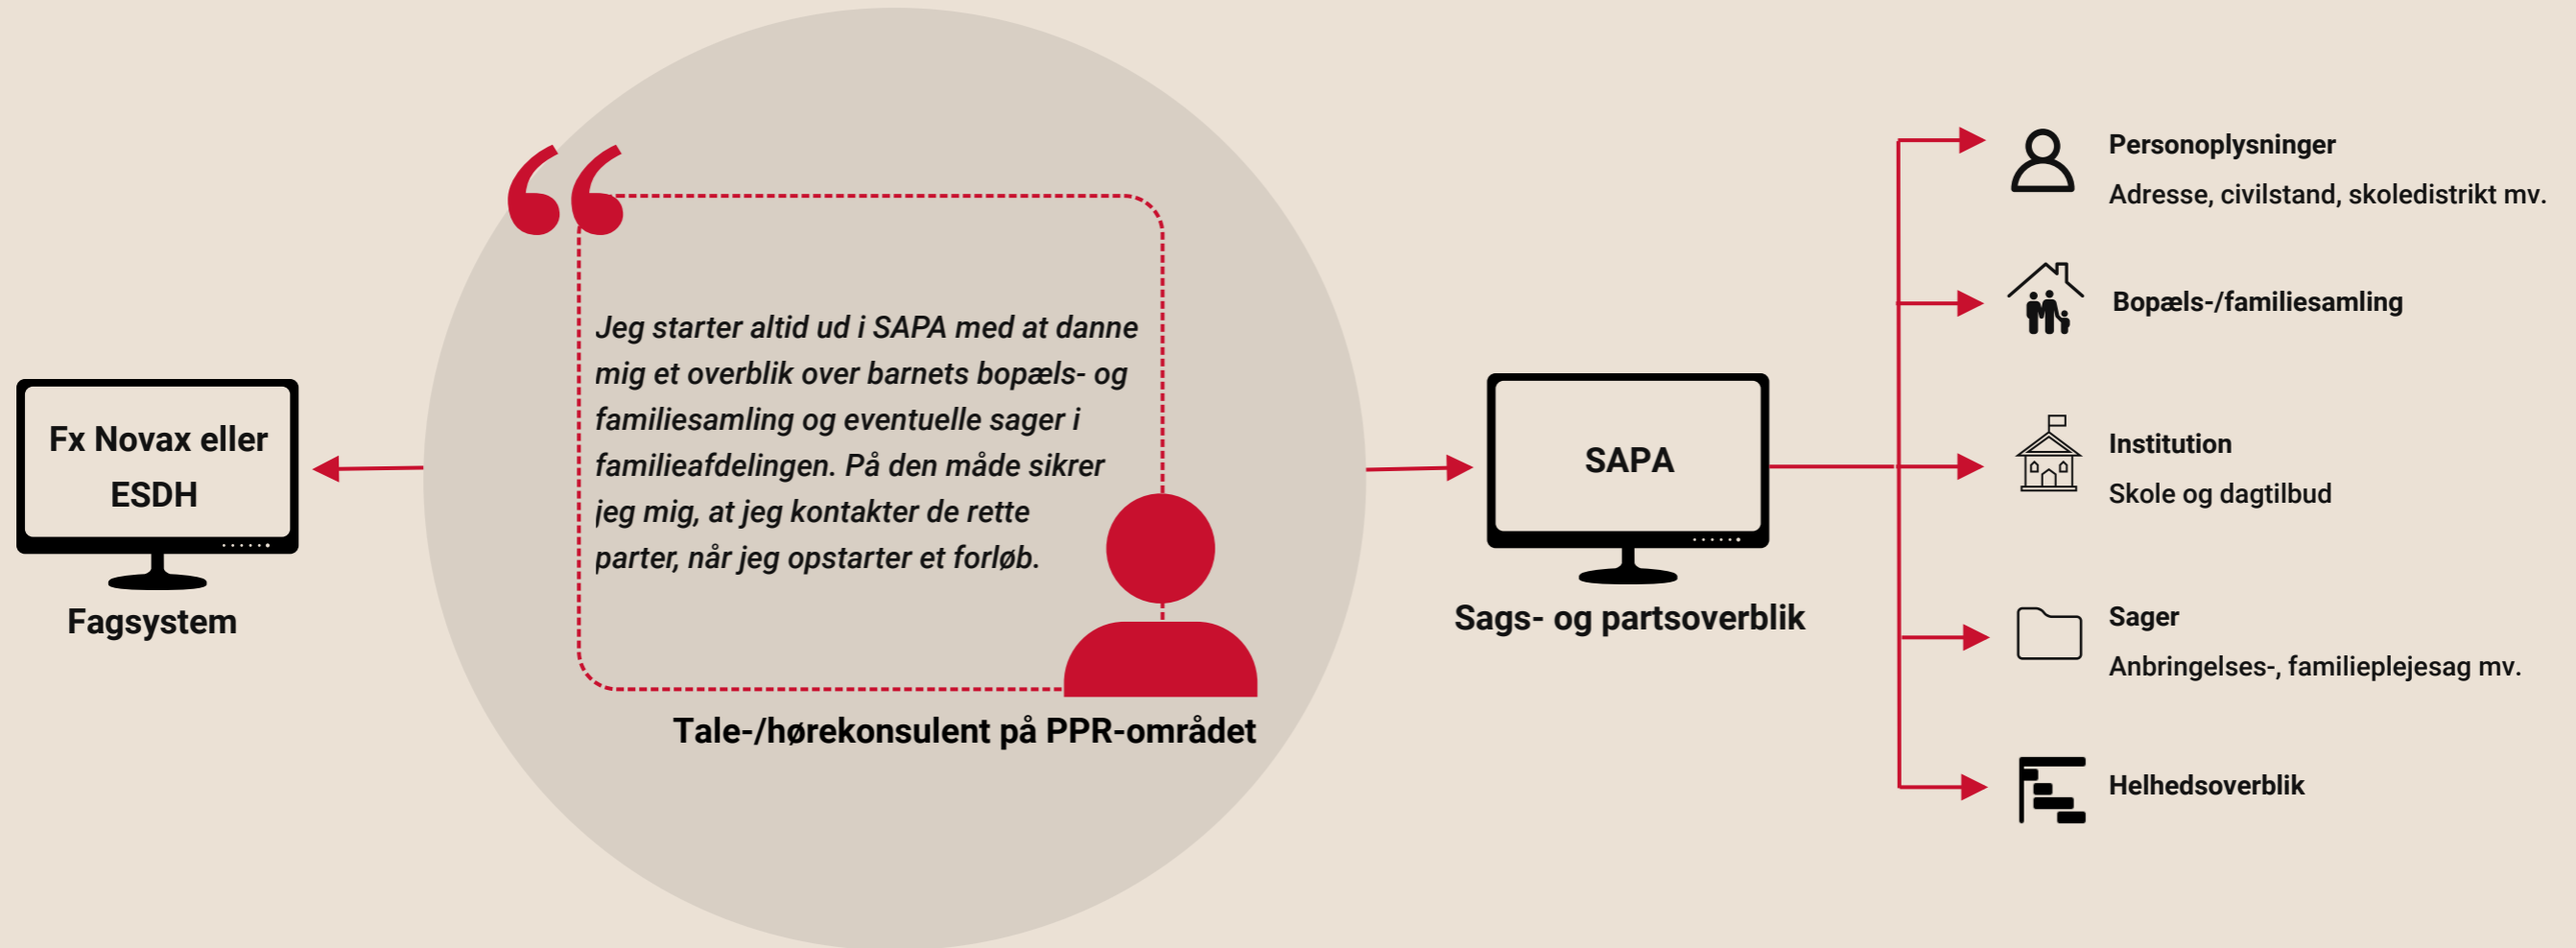 Fx Novax eller
ESDH
Fagsystem
“
Jeg starter altid ud i SAPA med at danne
mig et overblik over barnets bopæls- og
familiesamling og eventuelle sager i
familieafdelingen. På den måde sikrer
jeg mig, at jeg kontakter de rette
parter, når jeg opstarter et forløb.
Tale-/hørekonsulent på PPR-området
SAPA
Sags- og partsoverblik
Personoplysninger
Adresse, civilstand, skoledistrikt mv.
Bopæls-/familiesamling
Institution
Skole og dagtilbud
Sager
Anbringelses-, familieplejesag mv.
Helhedsoverblik